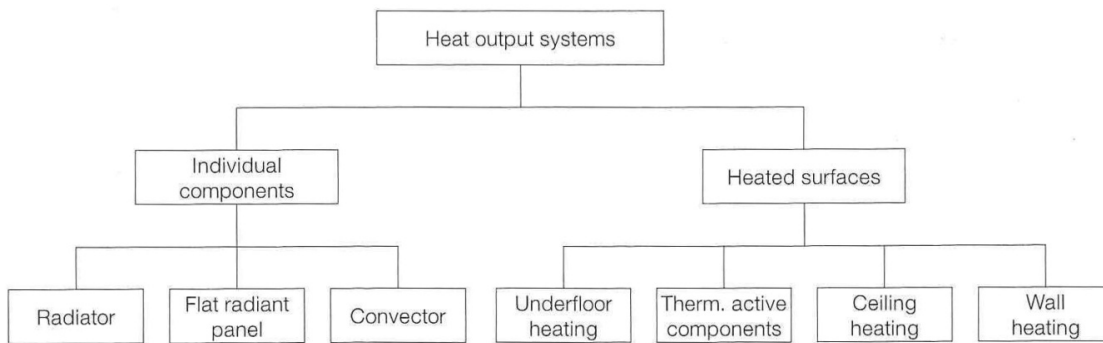 Heat output systems
Individual
components
Heated surfaces
Radiator
Flat radiant
panel
Convector
Underfloor
heating
Therm. active
components
Ceiling
heating
Wall
heating